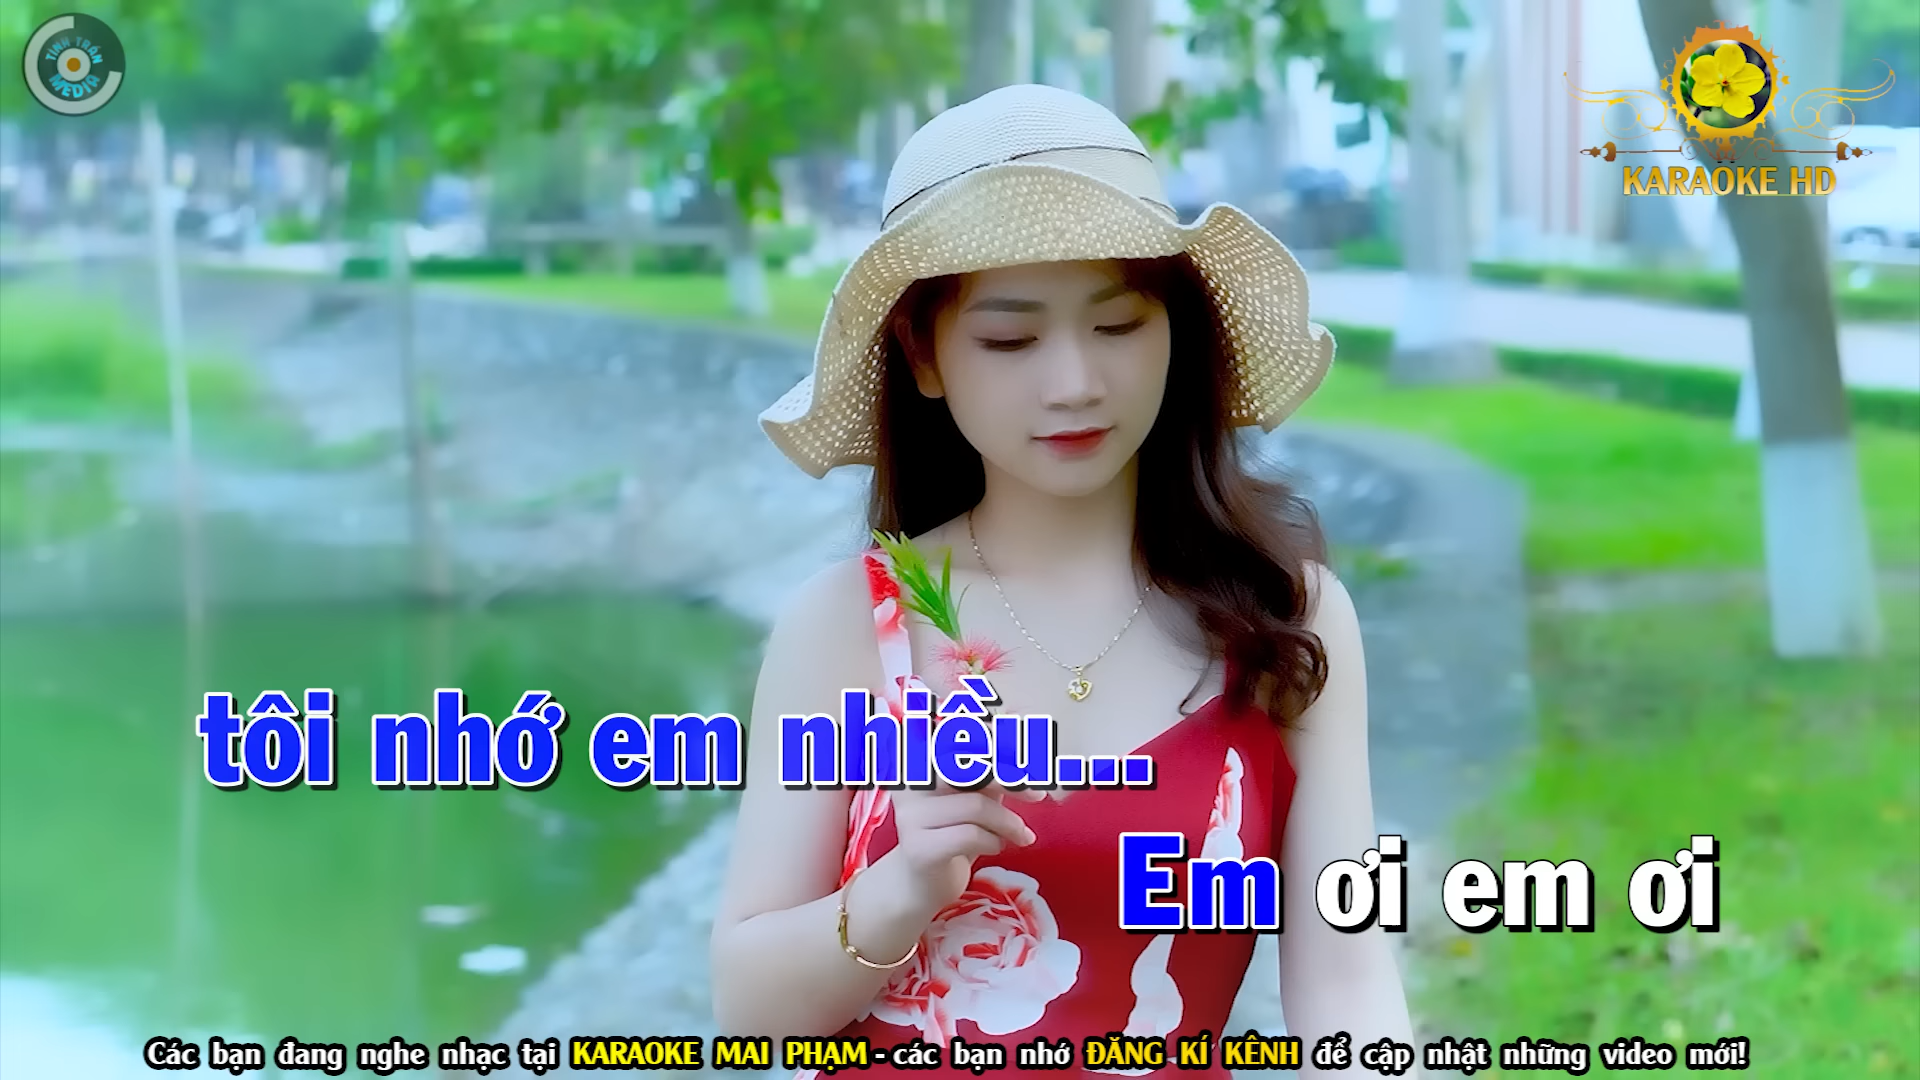 TÌNH TRẦN
MEDIA
KARAOKE HD
tôi nhớ em nhiều...
Em ơi em ơi
Các bạn đang nghe nhạc tại KARAOKE MAI PHẠM - các bạn nhớ ĐĂNG KÍ KÊNH để cập nhật những video mới!